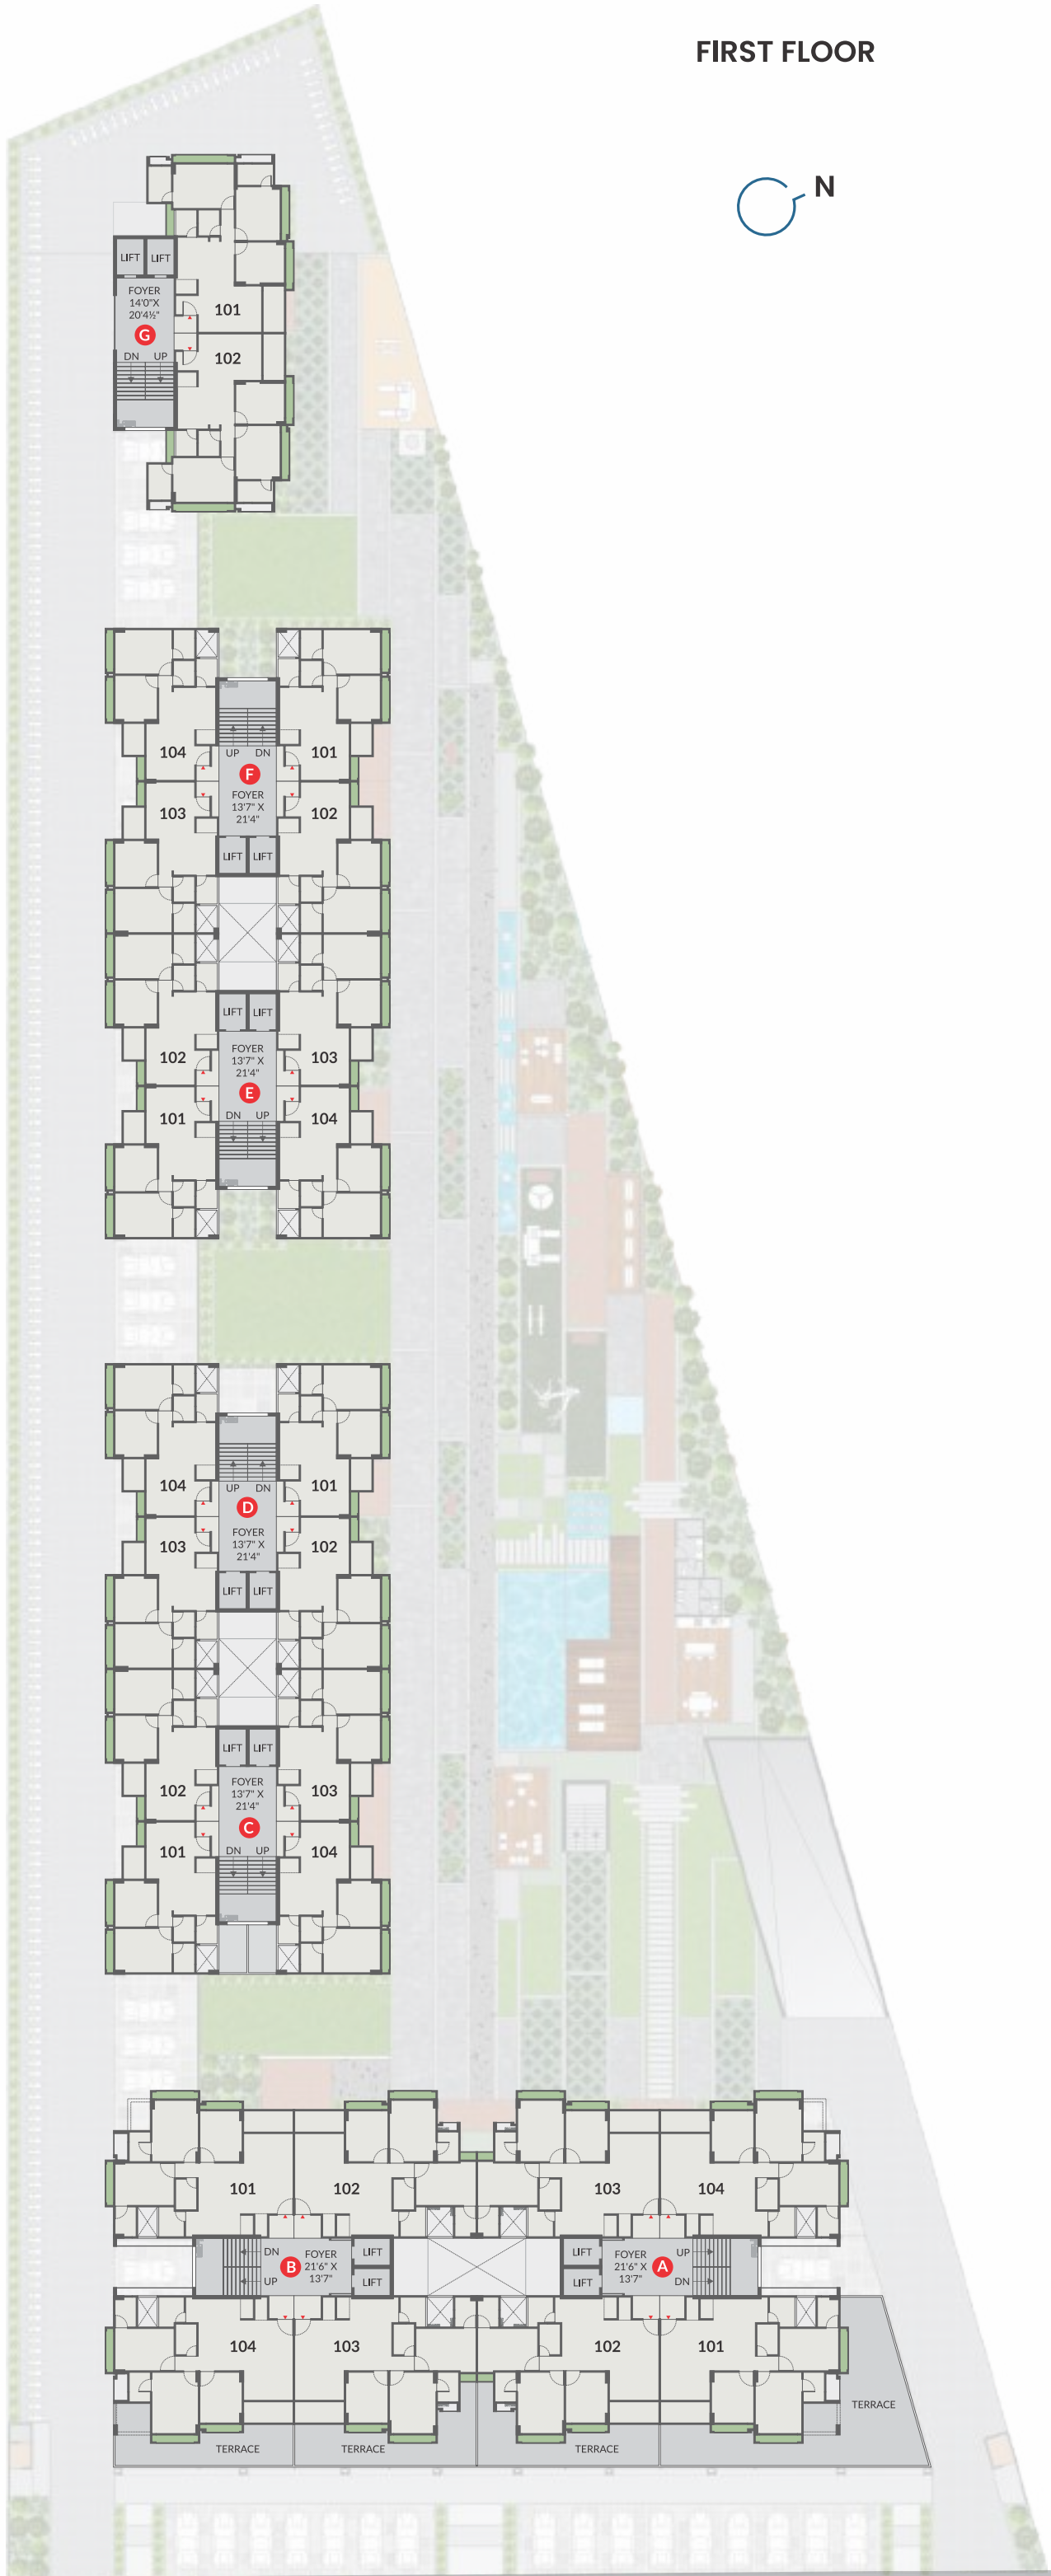 FIRST FLOOR
N
LIFT LIFT
FOYER
14'0"X
20'4½"
G
DN UP
101
102
104
UP DN
101
F
103
FOYER
13'7" X
21'4"
102
LIFT LIFT
LIFT LIFT
102
FOYER
13'7" X
21'4"
103
E
101
DN UP
104
104
UP DN
101
D
103
FOYER
13'7" X
21'4"
102
LIFT LIFT
LIFT LIFT
102
FOYER
13'7" X
21'4"
103
C
101
DN UP
104
101 102 103 104
DN
UP
B
FOYER
21'6" X
13'7"
LIFT
LIFT
LIFT
LIFT
FOYER
21'6" X
13'7"
A
UP
DN
104 103 102 101
TERRACE
TERRACE TERRACE TERRACE